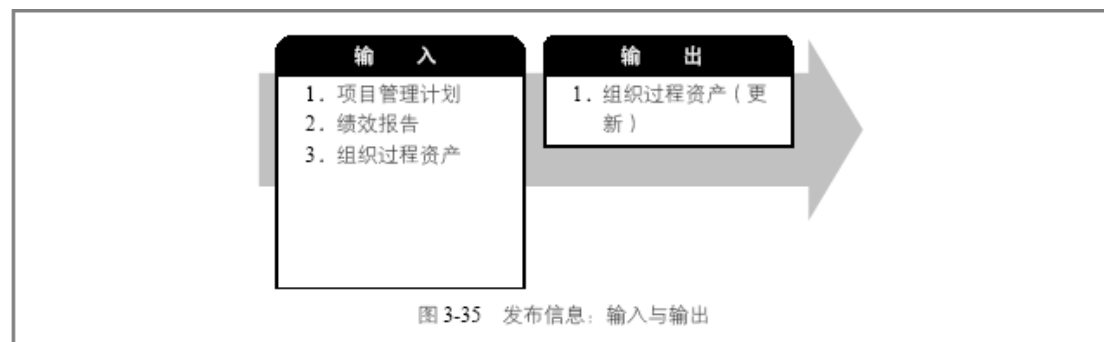 输 入
1. 项目管理计划
2. 绩效报告
3. 组织过程资产
输 出
1. 组织过程资产（更
新）
图 3-35 发布信息：输入与输出